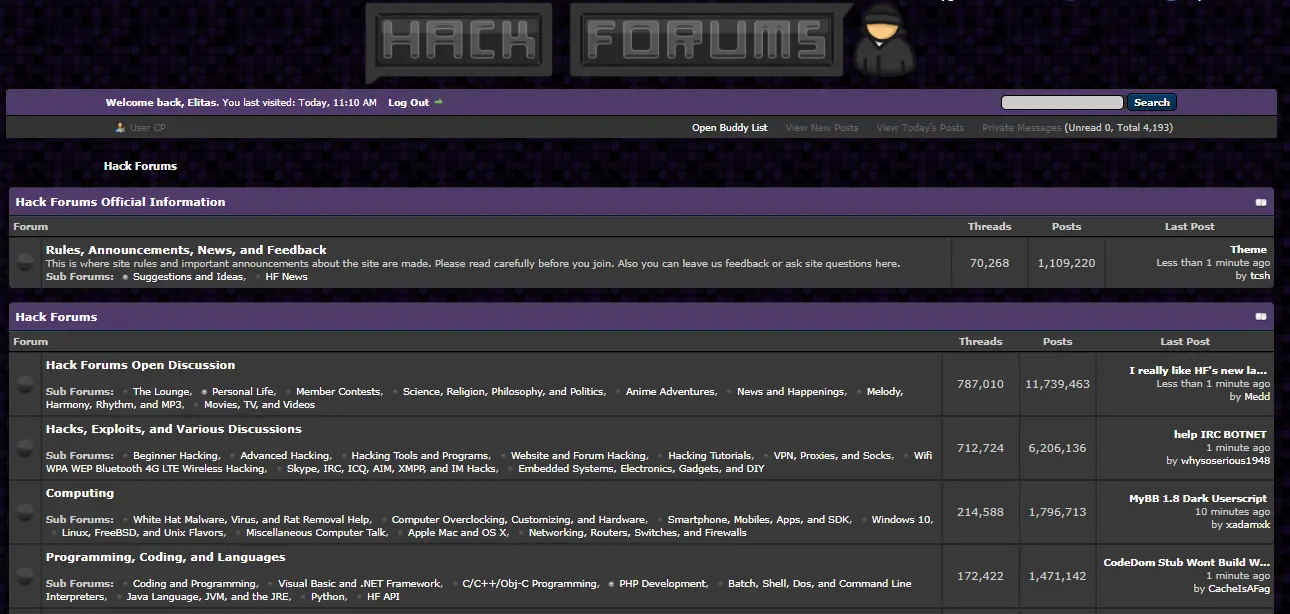 HACK FORUMS
Welcome back, Elitas. You last visited: Today, 11:10 AM Log Out
Search
User CP
Open Buddy List View New Posts View Today's Posts Private Messages (Unread 0, Total 4,193)
Hack Forums
Hack Forums Official Information
Forum Threads Posts Last Post
Rules, Announcements, News, and Feedback
This is where site rules and important announcements about the site are made. Please read carefully before you join. Also you can leave us feedback or ask site questions here.
Sub Forums: Suggestions and Ideas, HF News
70,268 1,109,220
Theme
Less than 1 minute ago
by tcsh
Hack Forums
Forum Threads Posts Last Post
Hack Forums Open Discussion
Sub Forums: The Lounge, Personal Life, Member Contests, Science, Religion, Philosophy, and Politics, Anime Adventures, News and Happenings, Melody,
Harmony, Rhythm, and MP3, Movies, TV, and Videos
787,010 11,739,463
I really like HF's new la...
Less than 1 minute ago
by Medd
Hacks, Exploits, and Various Discussions
Sub Forums: Beginner Hacking, Advanced Hacking, Hacking Tools and Programs, Website and Forum Hacking, Hacking Tutorials, VPN, Proxies, and Socks, Wifi
WPA WEP Bluetooth 4G LTE Wireless Hacking, Skype, IRC, ICQ, AIM, XMPP, and IM Hacks, Embedded Systems, Electronics, Gadgets, and DIY
712,724 6,206,136
help IRC BOTNET
1 minute ago
by whysoserious1948
Computing
Sub Forums: White Hat Malware, Virus, and Rat Removal Help, Computer Overclocking, Customizing, and Hardware, Smartphone, Mobiles, Apps, and SDK, Windows 10,
Linux, FreeBSD, and Unix Flavors, Miscellaneous Computer Talk, Apple Mac and OS X, Networking, Routers, Switches, and Firewalls
214,588 1,796,713
MyBB 1.8 Dark Userscript
10 minutes ago
by xadamxk
Programming, Coding, and Languages
Sub Forums: Coding and Programming, Visual Basic and .NET Framework, C/C++/Obj-C Programming, PHP Development, Batch, Shell, Dos, and Command Line
Interpreters, Java Language, JVM, and the JRE, Python, HF API
172,422 1,471,142
CodeDom Stub Wont Build W...
1 minute ago
by CacheIsAFag